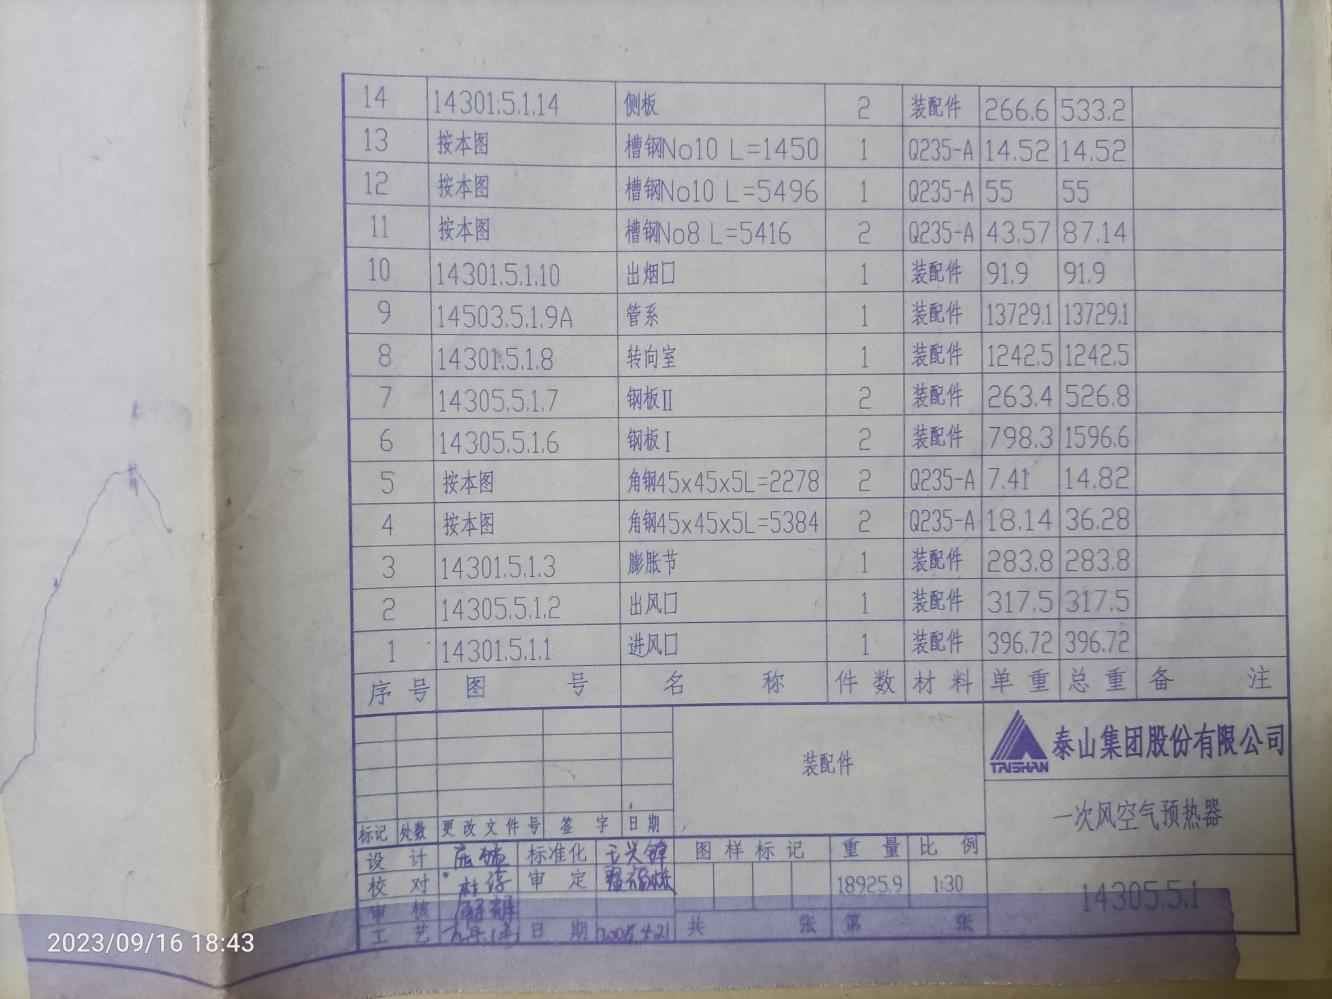 14 14301.5.1.14 侧板 2 装配件 266.6 533.2
13 按本图 槽钢No10 L=1450 1 Q235-A 14.52 14.52
12 按本图 槽钢No10 L=5496 1 Q235-A 55 55
11 按本图 槽钢No8 L=5416 2 Q235-A 43.57 87.14
10 14301.5.1.10 出烟口 1 装配件 91.9 91.9
9 14503.5.1.9A 管系 1 装配件 13729.1 13729.1
8 14301.5.1.8 转向室 1 装配件 1242.5 1242.5
7 14305.5.1.7 钢板II 2 装配件 263.4 526.8
6 14305.5.1.6 钢板I 2 装配件 798.3 1596.6
5 按本图 角钢45x45x5L=2278 2 Q235-A 7.41 14.82
4 按本图 角钢45x45x5L=5384 2 Q235-A 18.14 36.28
3 14301.5.1.3 膨胀节 1 装配件 283.8 283.8
2 14305.5.1.2 出风口 1 装配件 317.5 317.5
1 14301.5.1.1 进风口 1 装配件 396.72 396.72
序号 图号 名称 件数 材料 单重 总重 备注
装配件
TAISHAN 泰山集团股份有限公司
一次风空气预热器
14305.5.1
标记 处数 更改文件号 签字 日期
设计 标准化 图样标记 重量 比例
校对 审定 18925.9 1:30
审核
工艺 日期 2005.4.21 共 张 第 张
2023/09/16 18:43